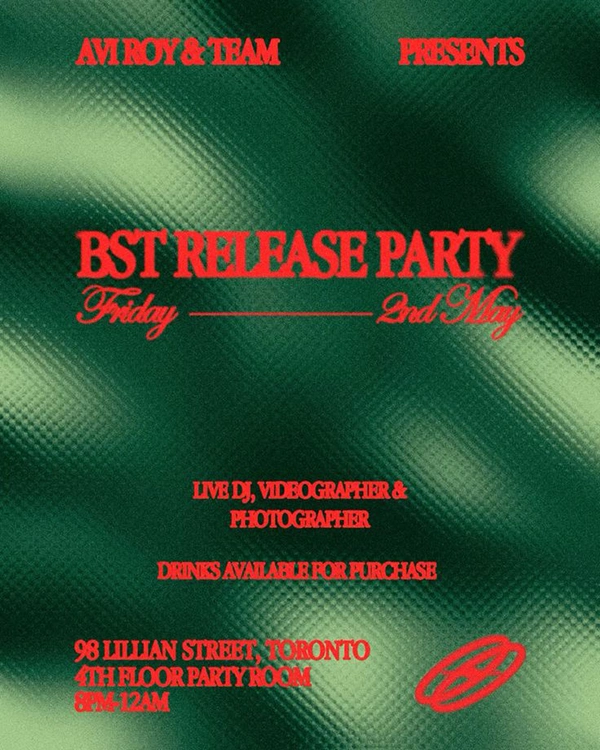 AVI ROY & TEAM PRESENTS
BST RELEASE PARTY
Friday 2nd May
LIVE DJ, VIDEOGRAPHER &
PHOTOGRAPHER
DRINKS AVAILABLE FOR PURCHASE
98 LILLIAN STREET, TORONTO
4TH FLOOR PARTY ROOM
8PM-12AM